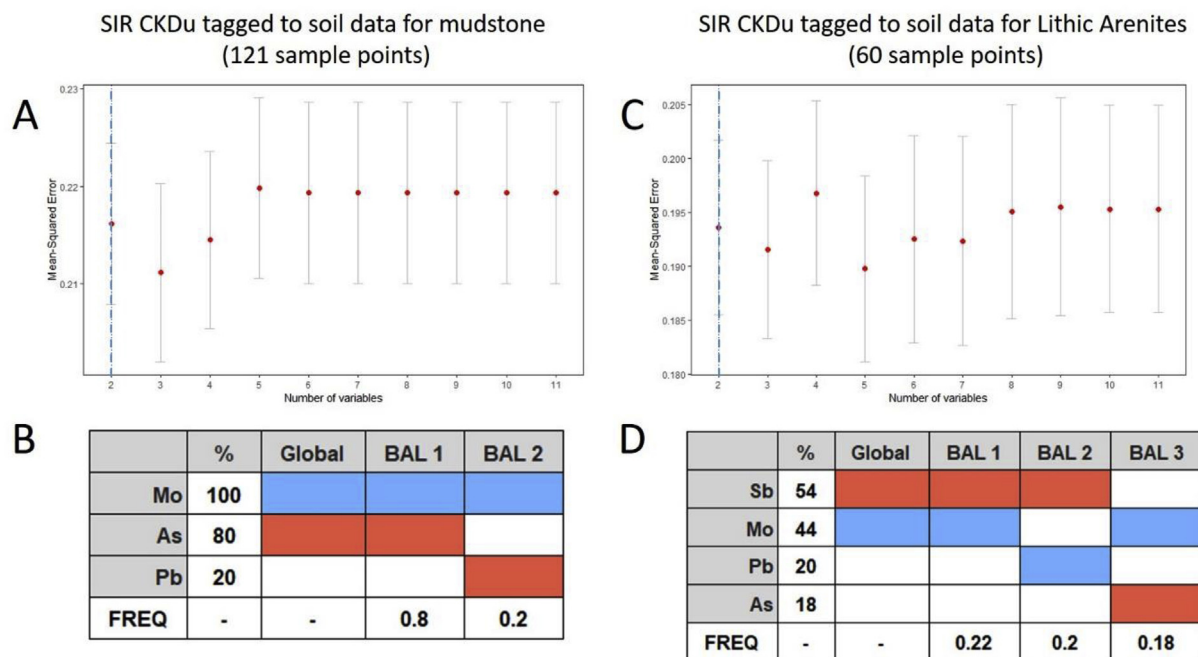 SIR CKDu tagged to soil data for mudstone
(121 sample points)
A
0.23
0.22
0.21
Mean-Squared Error
2 3 4 5 6 7 8 9 10 11
Number of variables
B
% Global BAL 1 BAL 2
Mo 100
As 80
Pb 20
FREQ - - 0.8 0.2
SIR CKDu tagged to soil data for Lithic Arenites
(60 sample points)
C
0.205
0.200
0.195
0.190
0.185
0.180
Mean-Squared Error
2 3 4 5 6 7 8 9 10 11
Number of variables
D
% Global BAL 1 BAL 2 BAL 3
Sb 54
Mo 44
Pb 20
As 18
FREQ - - 0.22 0.2 0.18